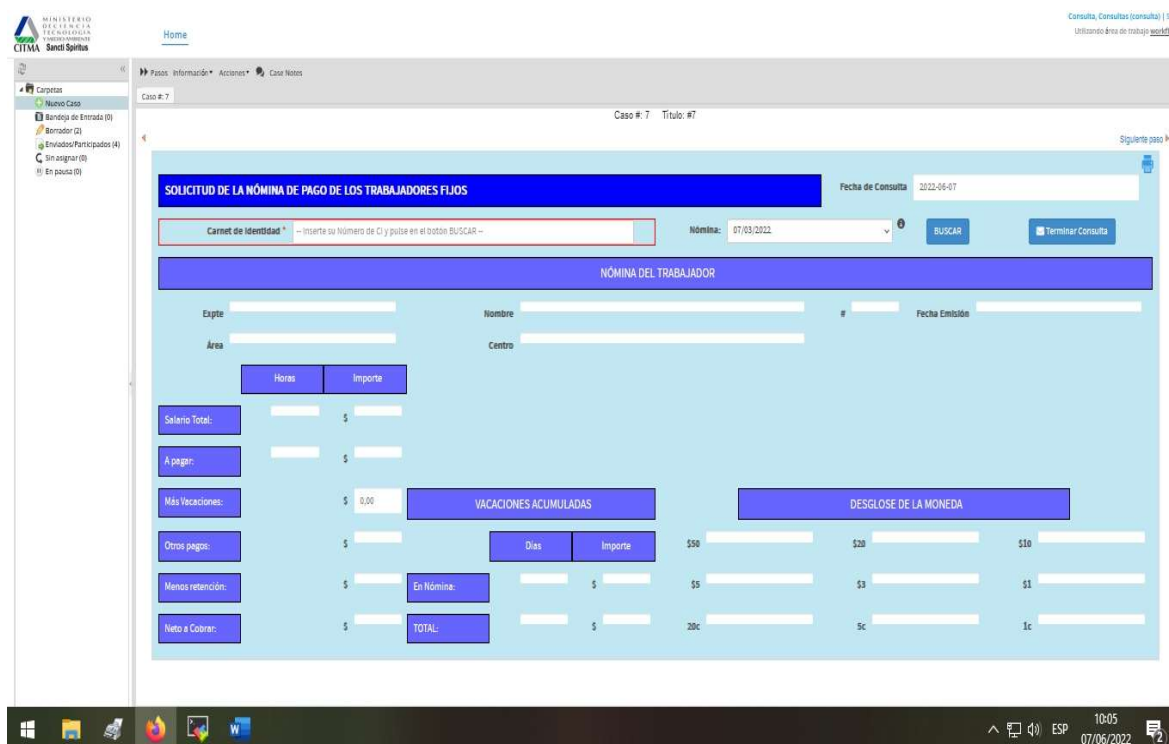 MINISTERIO
DE CIENCIA
TECNOLOGÍA
Y MEDIO AMBIENTE
CITMA Sancti Spíritus
Home
Consulta, Consultas (consulta) |
Utilizando área de trabajo
Carpetas
Nuevo Caso
Bandeja de Entrada (0)
Borrador (2)
Enviados/Participados (4)
Sin asignar (0)
En pausa (0)
Pasos Información Acciones Case Notes
Caso #: 7
Caso #: 7 Título: #7
Siguiente paso
SOLICITUD DE LA NÓMINA DE PAGO DE LOS TRABAJADORES FIJOS
Fecha de Consulta 2022-06-07
Carnet de Identidad * -- Inserte su Número de CI y pulse en el botón BUSCAR --
Nómina: 07/03/2022
BUSCAR
Terminar Consulta
NÓMINA DEL TRABAJADOR
Expte Nombre # Fecha Emisión
Área Centro
Horas Importe
Salario Total: $
A pagar: $
Más Vacaciones: $ 0,00 VACACIONES ACUMULADAS DESGLOSE DE LA MONEDA
Otros pagos: $ Días Importe $50 $20 $10
Menos retención: $ En Nómina: $ $5 $3 $1
Neto a Cobrar: $ TOTAL: $ 20c 5c 1c
W
ESP
10:05
07/06/2022
2